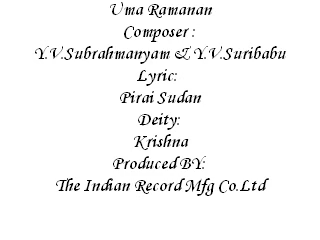 Uma Ramanan
Composer :
Y.V.Subrahmanyam & Y.V.Suribabu
Lyric:
Pirai Sudan
Deity:
Krishna
Produced BY:
The Indian Record Mfg Co.Ltd